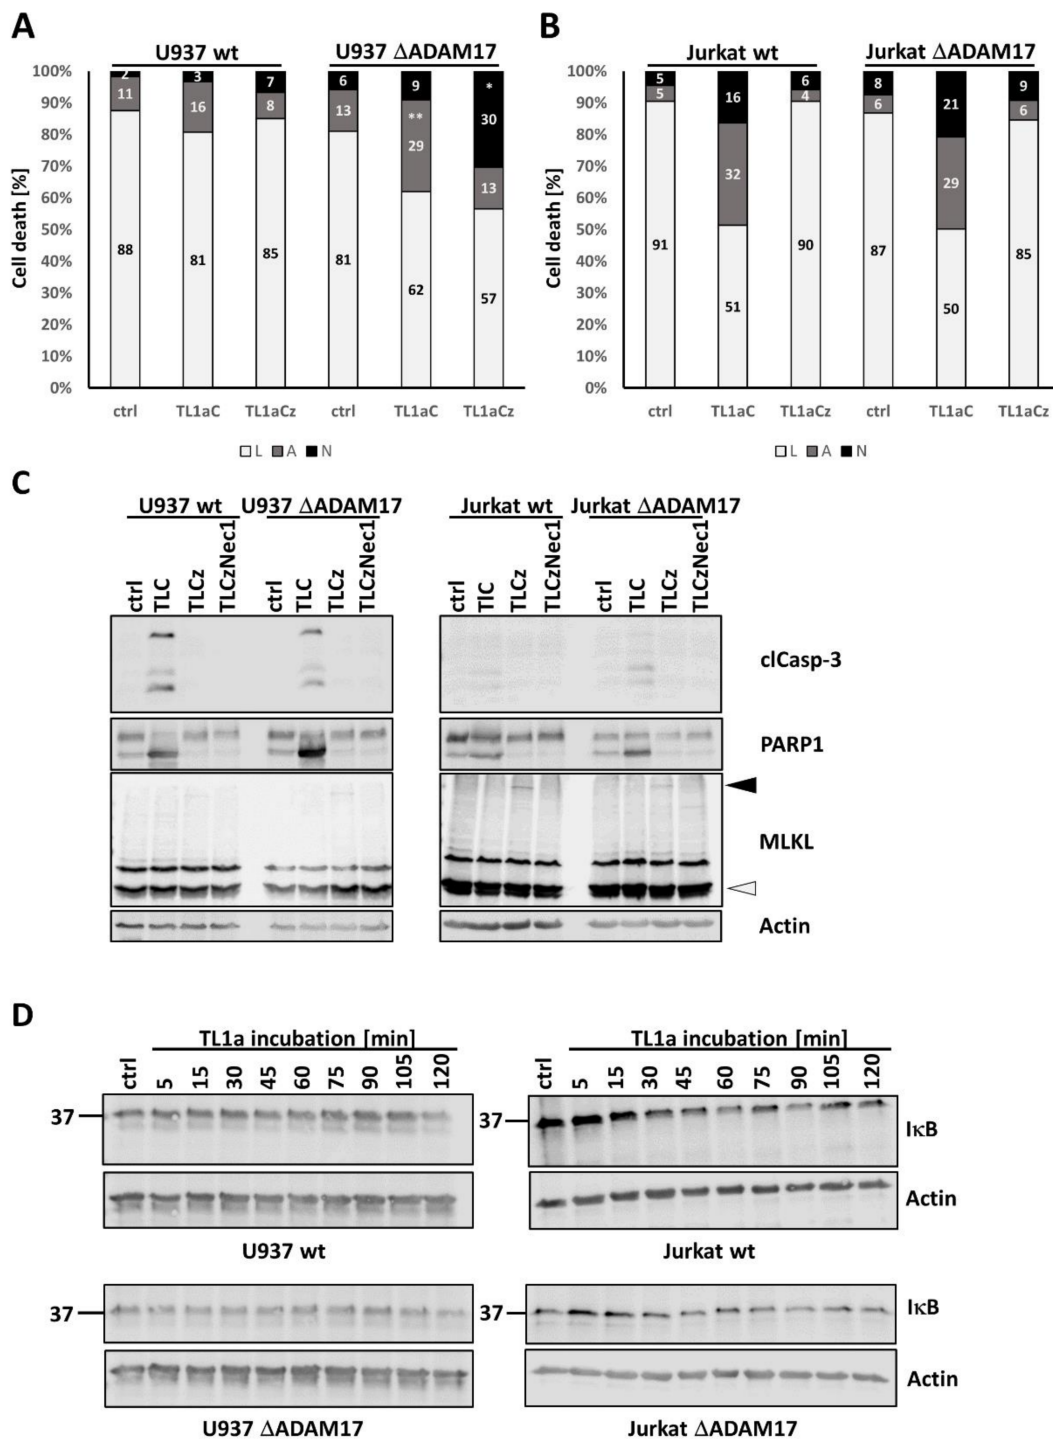 A
B
U937 wt
U937 ΔADAM17
Jurkat wt
Jurkat ΔADAM17
Cell death [%]
100%
90%
80%
70%
60%
50%
40%
30%
20%
10%
0%
2
11
88
3
16
81
7
8
85
6
13
81
9
**
29
62
*
30
13
57
ctrl
TL1aC
TL1aCz
ctrl
TL1aC
TL1aCz
L A N
Cell death [%]
100%
90%
80%
70%
60%
50%
40%
30%
20%
10%
0%
5
5
91
16
32
51
6
4
90
8
6
87
21
29
50
9
6
85
ctrl
TL1aC
TL1aCz
ctrl
TL1aC
TL1aCz
L A N
C
U937 wt
U937 ΔADAM17
Jurkat wt
Jurkat ΔADAM17
ctrl
TLC
TLCz
TLCzNec1
ctrl
TLC
TLCz
TLCzNec1
ctrl
TlC
TLCz
TLCzNec1
ctrl
TLC
TLCz
TLCzNec1
clCasp-3
PARP1
MLKL
Actin
D
TL1a incubation [min]
ctrl
5
15
30
45
60
75
90
105
120
37
U937 wt
TL1a incubation [min]
ctrl
5
15
30
45
60
75
90
105
120
37
IκB
Actin
Jurkat wt
37
U937 ΔADAM17
37
IκB
Actin
Jurkat ΔADAM17